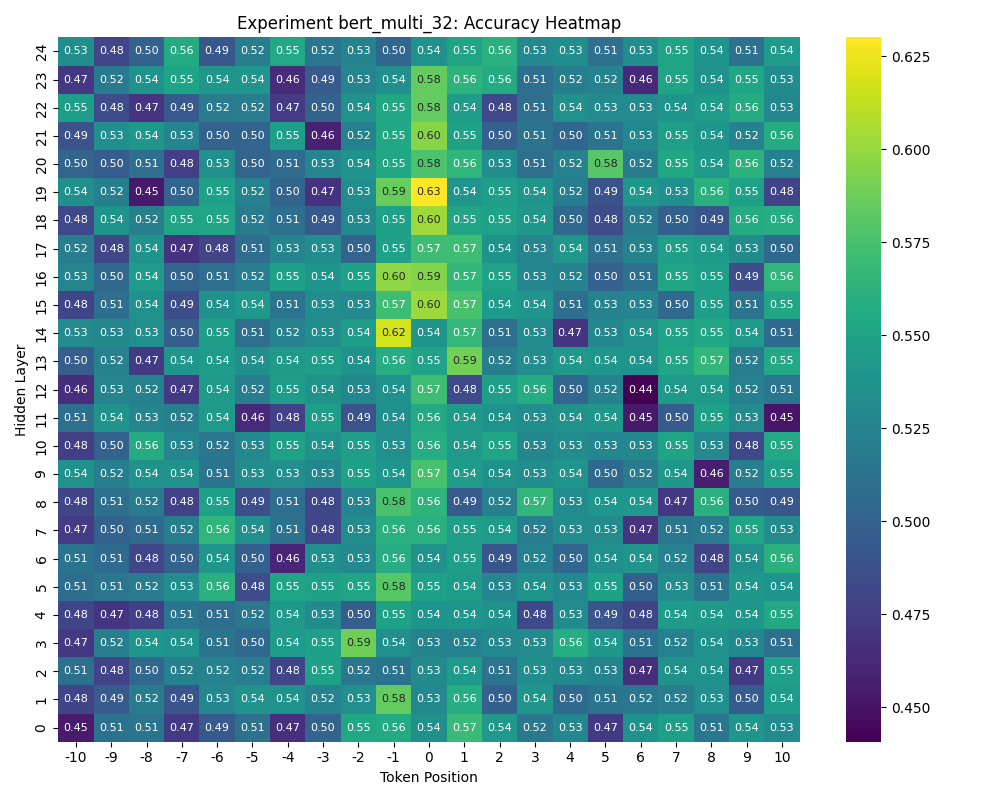 Experiment bert_multi_32: Accuracy Heatmap
Hidden Layer
24 0.53 0.48 0.50 0.56 0.49 0.52 0.55 0.52 0.53 0.50 0.54 0.55 0.56 0.53 0.53 0.51 0.53 0.55 0.54 0.51 0.54
23 0.47 0.52 0.54 0.55 0.54 0.54 0.46 0.49 0.53 0.54 0.58 0.56 0.56 0.51 0.52 0.52 0.46 0.55 0.54 0.55 0.53
22 0.55 0.48 0.47 0.49 0.52 0.52 0.47 0.50 0.54 0.55 0.58 0.54 0.48 0.51 0.54 0.53 0.53 0.54 0.54 0.56 0.53
21 0.49 0.53 0.54 0.53 0.50 0.50 0.55 0.46 0.52 0.55 0.60 0.55 0.50 0.51 0.50 0.51 0.53 0.55 0.54 0.52 0.56
20 0.50 0.50 0.51 0.48 0.53 0.50 0.51 0.53 0.54 0.55 0.58 0.56 0.53 0.51 0.52 0.58 0.52 0.55 0.54 0.56 0.52
19 0.54 0.52 0.45 0.50 0.55 0.52 0.50 0.47 0.53 0.59 0.63 0.54 0.55 0.54 0.52 0.49 0.54 0.53 0.56 0.55 0.48
18 0.48 0.54 0.52 0.55 0.55 0.52 0.51 0.49 0.53 0.55 0.60 0.55 0.55 0.54 0.50 0.48 0.52 0.50 0.49 0.56 0.56
17 0.52 0.48 0.54 0.47 0.48 0.51 0.53 0.53 0.50 0.55 0.57 0.57 0.54 0.53 0.54 0.51 0.53 0.55 0.54 0.53 0.50
16 0.53 0.50 0.54 0.50 0.51 0.52 0.55 0.54 0.55 0.60 0.59 0.57 0.55 0.53 0.52 0.50 0.51 0.55 0.55 0.49 0.56
15 0.48 0.51 0.54 0.49 0.54 0.54 0.51 0.53 0.53 0.57 0.60 0.57 0.54 0.54 0.51 0.53 0.53 0.50 0.55 0.51 0.55
14 0.53 0.53 0.53 0.50 0.55 0.51 0.52 0.53 0.54 0.62 0.54 0.57 0.51 0.53 0.47 0.53 0.54 0.55 0.55 0.54 0.51
13 0.50 0.52 0.47 0.54 0.54 0.54 0.54 0.55 0.54 0.56 0.55 0.59 0.52 0.53 0.54 0.54 0.54 0.55 0.57 0.52 0.55
12 0.46 0.53 0.52 0.47 0.54 0.52 0.55 0.54 0.53 0.54 0.57 0.48 0.55 0.56 0.50 0.52 0.44 0.54 0.54 0.52 0.51
11 0.51 0.54 0.53 0.52 0.54 0.46 0.48 0.55 0.49 0.54 0.56 0.54 0.54 0.53 0.54 0.54 0.45 0.50 0.55 0.53 0.45
10 0.48 0.50 0.56 0.53 0.52 0.53 0.55 0.54 0.55 0.53 0.56 0.54 0.55 0.53 0.53 0.53 0.53 0.55 0.53 0.48 0.55
9 0.54 0.52 0.54 0.54 0.51 0.53 0.53 0.53 0.55 0.54 0.57 0.54 0.54 0.53 0.54 0.50 0.52 0.54 0.46 0.52 0.55
8 0.48 0.51 0.52 0.48 0.55 0.49 0.51 0.48 0.53 0.58 0.56 0.49 0.52 0.57 0.53 0.54 0.54 0.47 0.56 0.50 0.49
7 0.47 0.50 0.51 0.52 0.56 0.54 0.51 0.48 0.53 0.56 0.56 0.55 0.54 0.52 0.53 0.53 0.47 0.51 0.52 0.55 0.53
6 0.51 0.51 0.48 0.50 0.54 0.50 0.46 0.53 0.53 0.56 0.54 0.55 0.49 0.52 0.50 0.54 0.54 0.52 0.48 0.54 0.56
5 0.51 0.51 0.52 0.53 0.56 0.48 0.55 0.55 0.55 0.58 0.55 0.54 0.53 0.54 0.53 0.55 0.50 0.53 0.51 0.54 0.54
4 0.48 0.47 0.48 0.51 0.51 0.52 0.54 0.53 0.50 0.55 0.54 0.54 0.54 0.48 0.53 0.49 0.48 0.54 0.54 0.54 0.55
3 0.47 0.52 0.54 0.54 0.51 0.50 0.54 0.55 0.59 0.54 0.53 0.52 0.53 0.53 0.56 0.54 0.51 0.52 0.54 0.53 0.51
2 0.51 0.48 0.50 0.52 0.52 0.52 0.48 0.55 0.52 0.51 0.53 0.54 0.51 0.53 0.53 0.53 0.47 0.54 0.54 0.47 0.55
1 0.48 0.49 0.52 0.49 0.53 0.54 0.54 0.52 0.53 0.58 0.53 0.56 0.50 0.54 0.50 0.51 0.52 0.52 0.53 0.50 0.54
0 0.45 0.51 0.51 0.47 0.49 0.51 0.47 0.50 0.55 0.56 0.54 0.57 0.54 0.52 0.53 0.47 0.54 0.55 0.51 0.54 0.53
-10 -9 -8 -7 -6 -5 -4 -3 -2 -1 0 1 2 3 4 5 6 7 8 9 10
Token Position
0.625
0.600
0.575
0.550
0.525
0.500
0.475
0.450